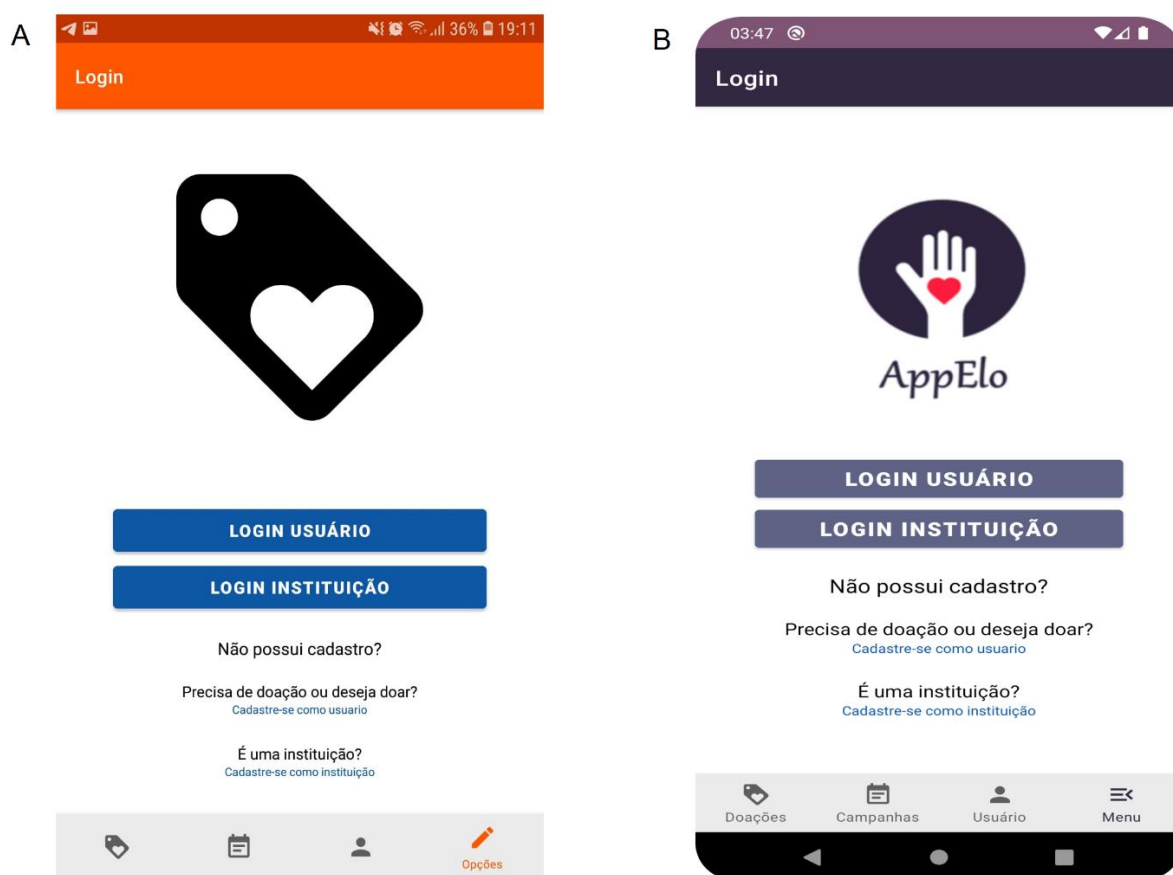 A
36% 19:11
Login
LOGIN USUÁRIO
LOGIN INSTITUIÇÃO
Não possui cadastro?
Precisa de doação ou deseja doar?
Cadastre-se como usuario
É uma instituição?
Cadastre-se como instituição
Opções
B
03:47
Login
AppElo
LOGIN USUÁRIO
LOGIN INSTITUIÇÃO
Não possui cadastro?
Precisa de doação ou deseja doar?
Cadastre-se como usuario
É uma instituição?
Cadastre-se como instituição
Doações Campanhas Usuário Menu